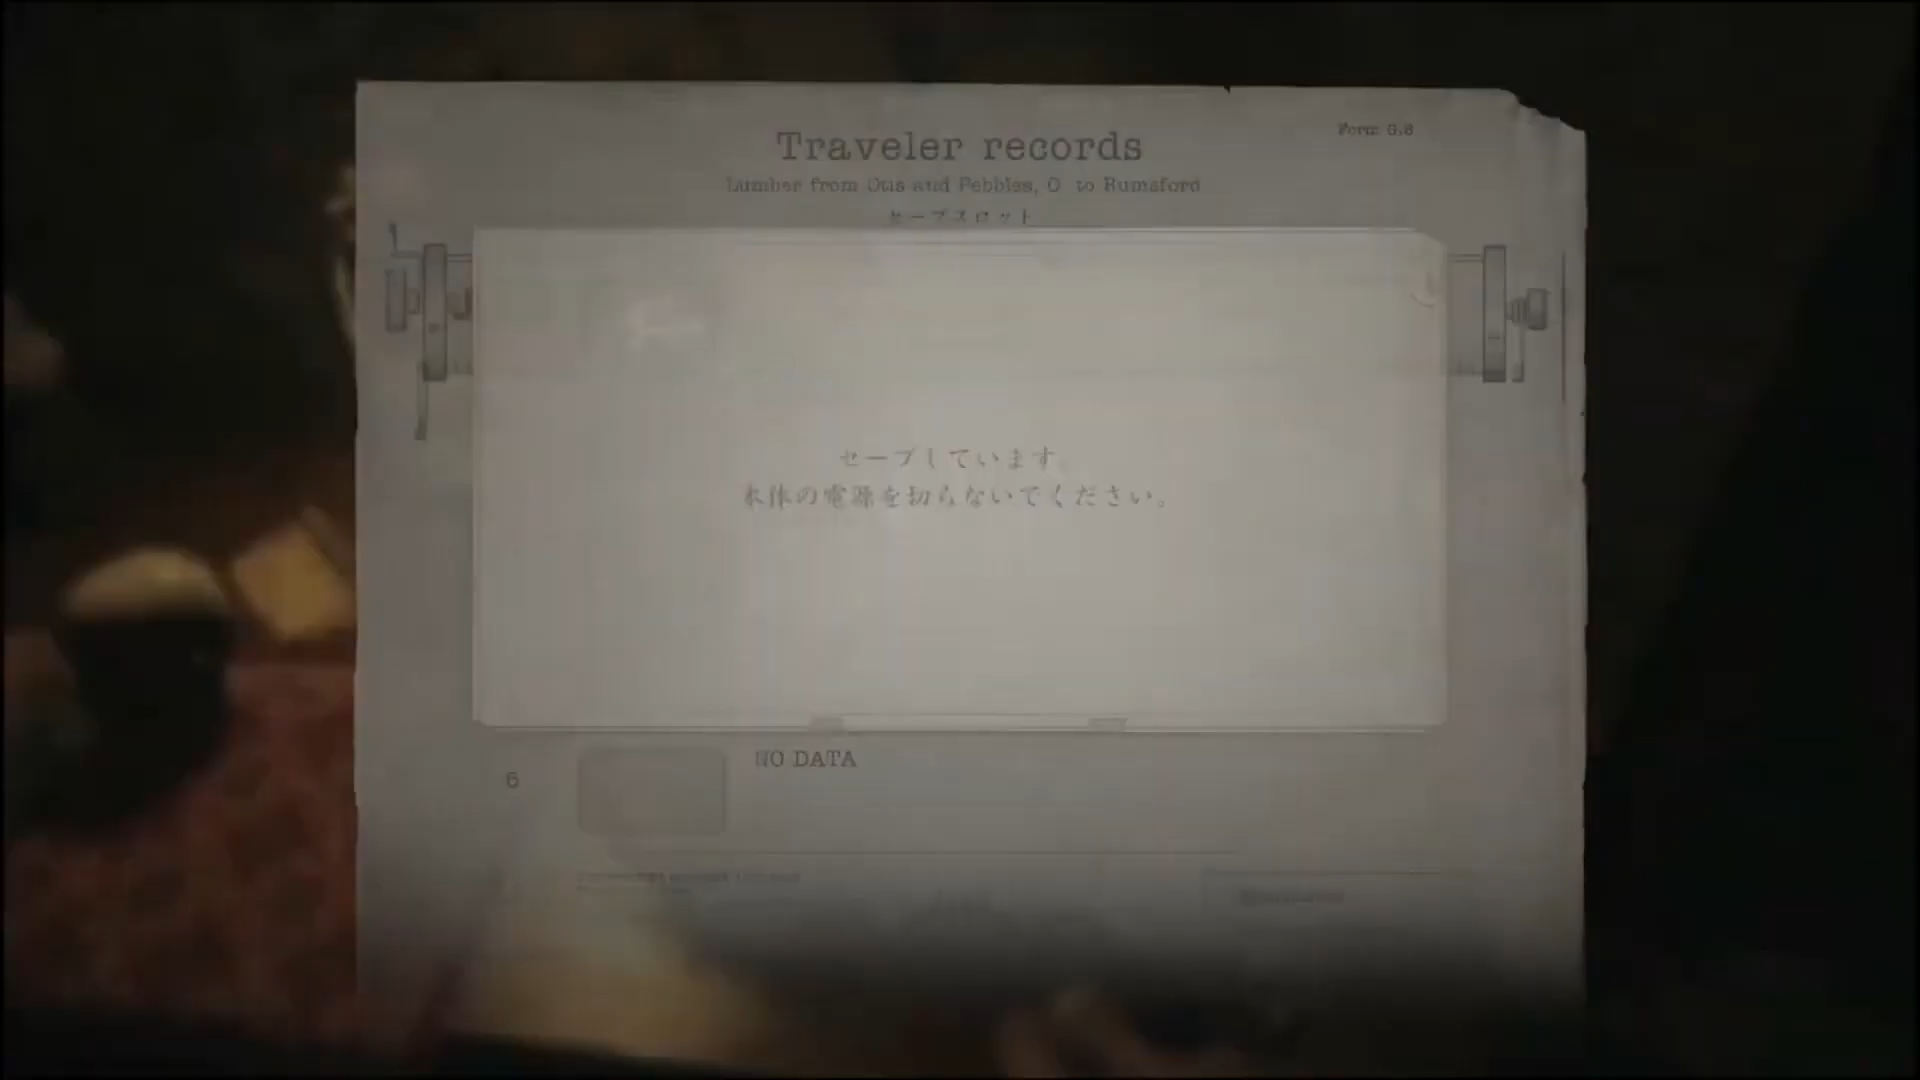 Traveler records
Form G.8
Lumber from Otis and Pebbles, O. to Rumsford
セーブスロット
セーブしています。
本体の電源を切らないでください。
6
NO DATA